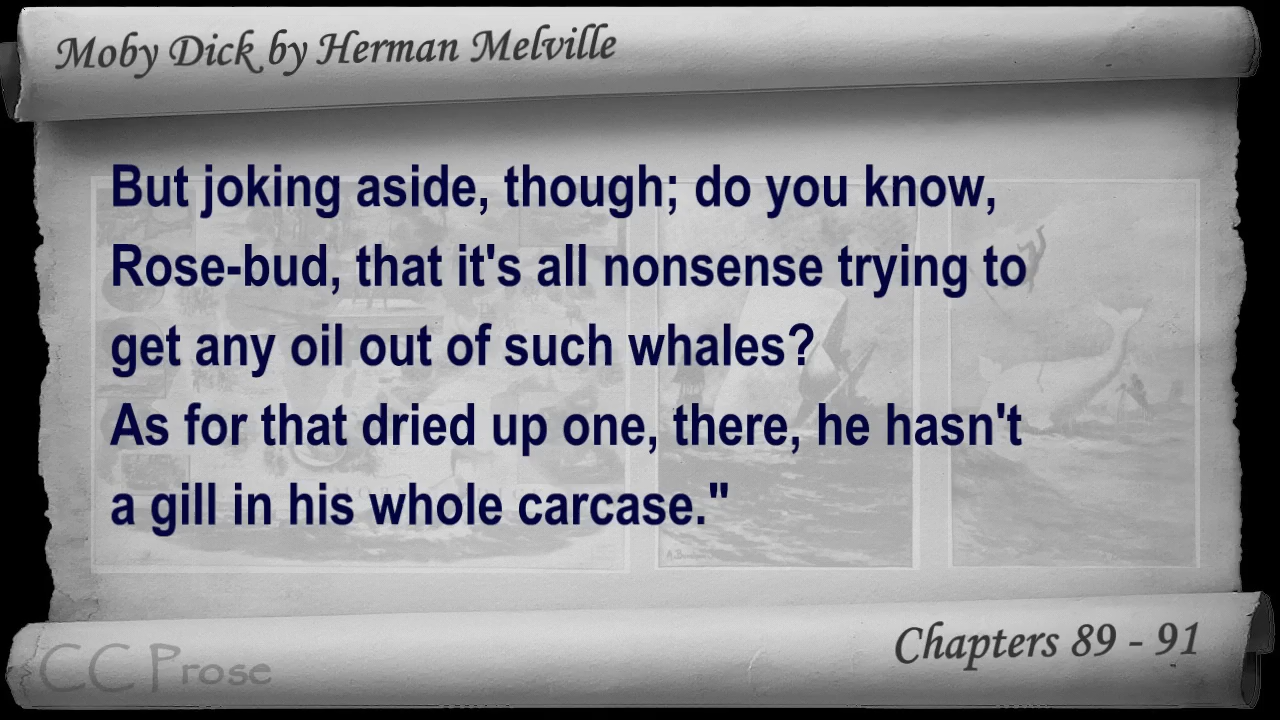 Moby Dick by Herman Melville
But joking aside, though; do you know,
Rose-bud, that it's all nonsense trying to
get any oil out of such whales?
As for that dried up one, there, he hasn't
a gill in his whole carcase."
Chapters 89 - 91
CC Prose